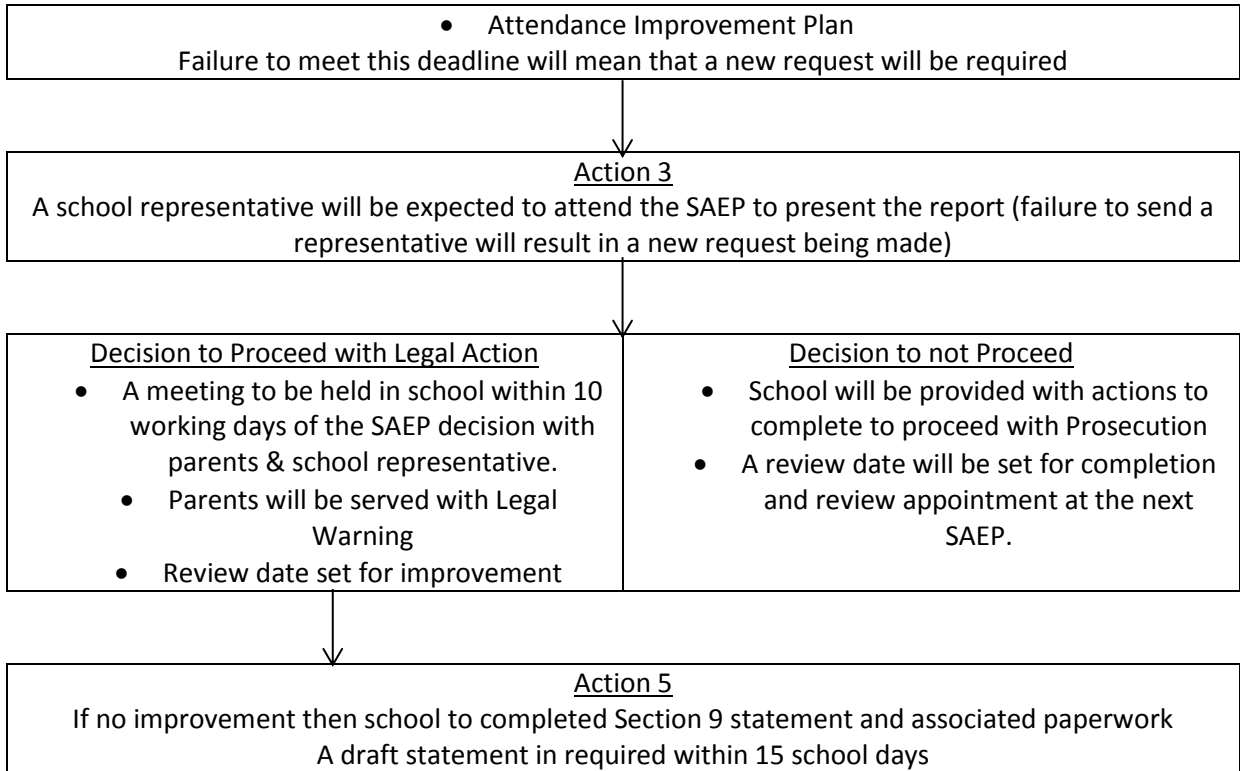 • Attendance Improvement Plan
Failure to meet this deadline will mean that a new request will be required
Action 3
A school representative will be expected to attend the SAEP to present the report (failure to send a
representative will result in a new request being made)
Decision to Proceed with Legal Action
• A meeting to be held in school within 10
working days of the SAEP decision with
parents & school representative.
• Parents will be served with Legal
Warning
• Review date set for improvement
Decision to not Proceed
• School will be provided with actions to
complete to proceed with Prosecution
• A review date will be set for completion
and review appointment at the next
SAEP.
Action 5
If no improvement then school to completed Section 9 statement and associated paperwork
A draft statement in required within 15 school days